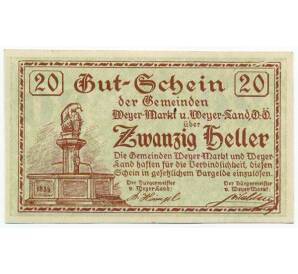 20 Gut-Schein 20
der Gemeinden
Weyer-Markt u. Weyer-Land, O.Ö.
über
Zwanzig Heller
Die Gemeinden Weyer-Markt und Weyer-
Land haften für die Verbindlichkeit, diesen
Schein in gesetzlichem Bargelde einzulösen.
Der Bürgermeister Der Bürgermeister
v. Weyer-Land: v. Weyer-Markt: